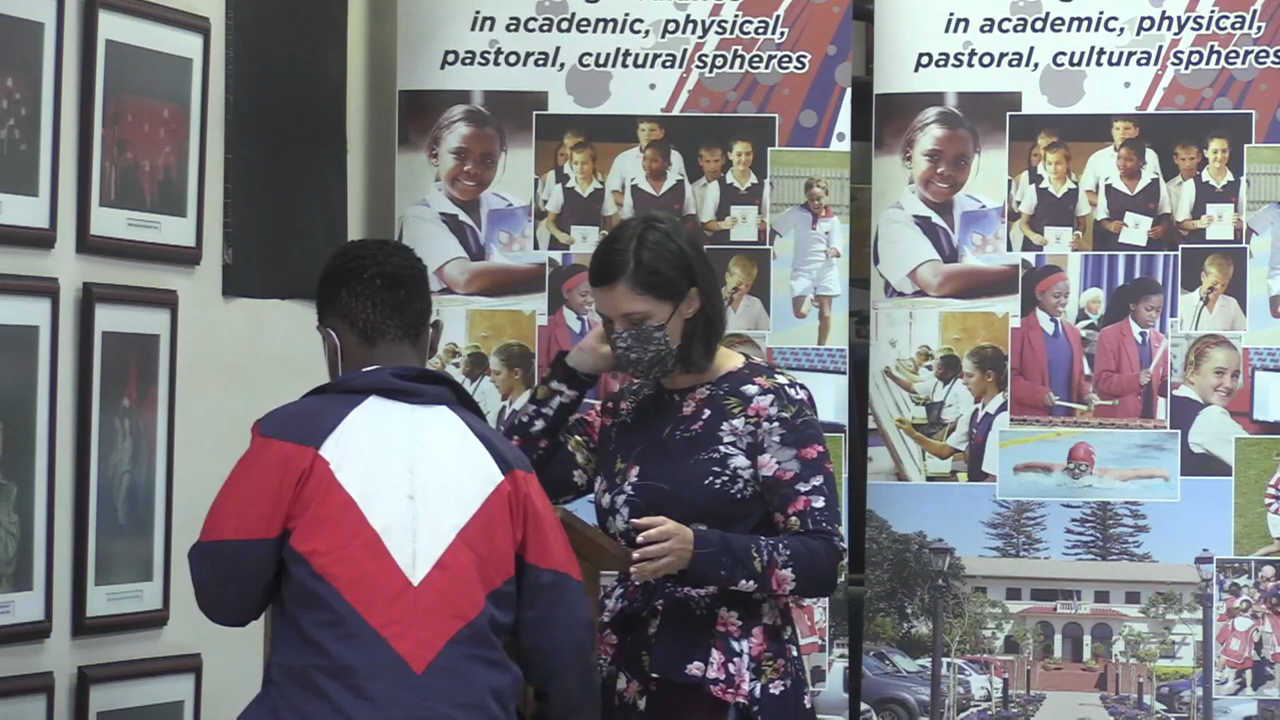 in academic, physical,
pastoral, cultural spheres
in academic, physical,
pastoral, cultural spheres